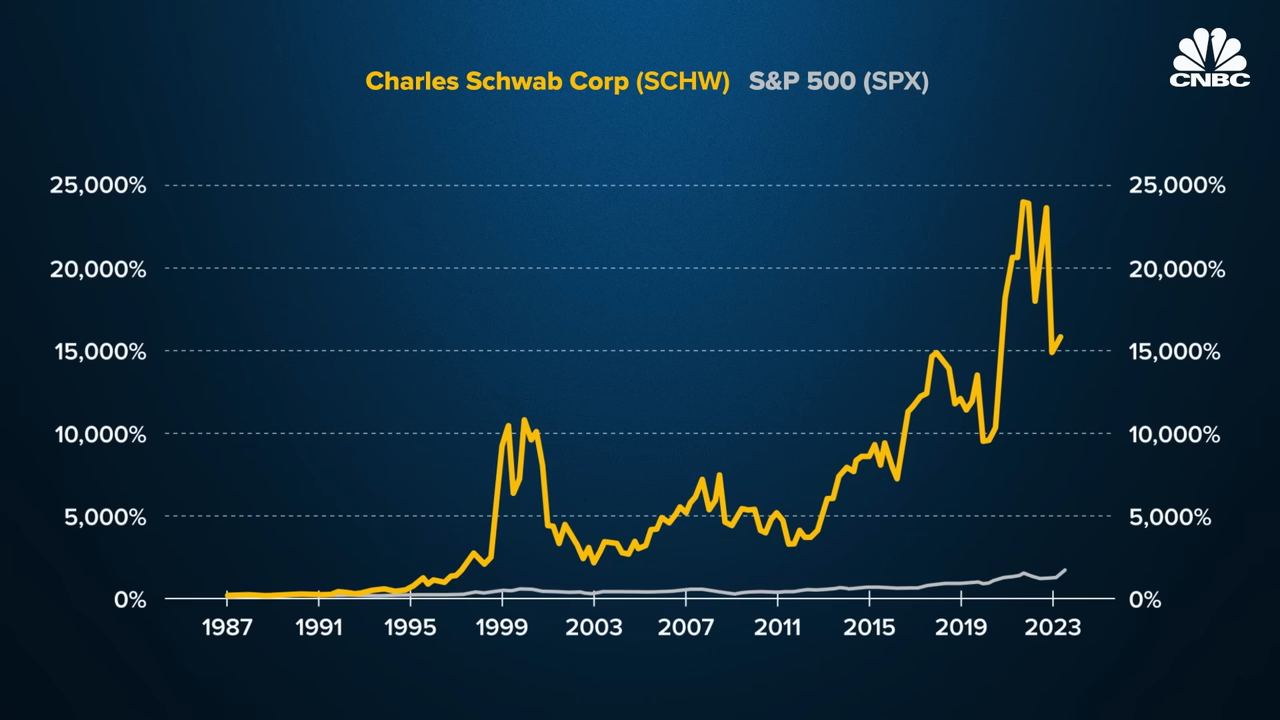 CNBC
Charles Schwab Corp (SCHW) S&P 500 (SPX)
25,000% 25,000%
20,000% 20,000%
15,000% 15,000%
10,000% 10,000%
5,000% 5,000%
0% 0%
1987 1991 1995 1999 2003 2007 2011 2015 2019 2023